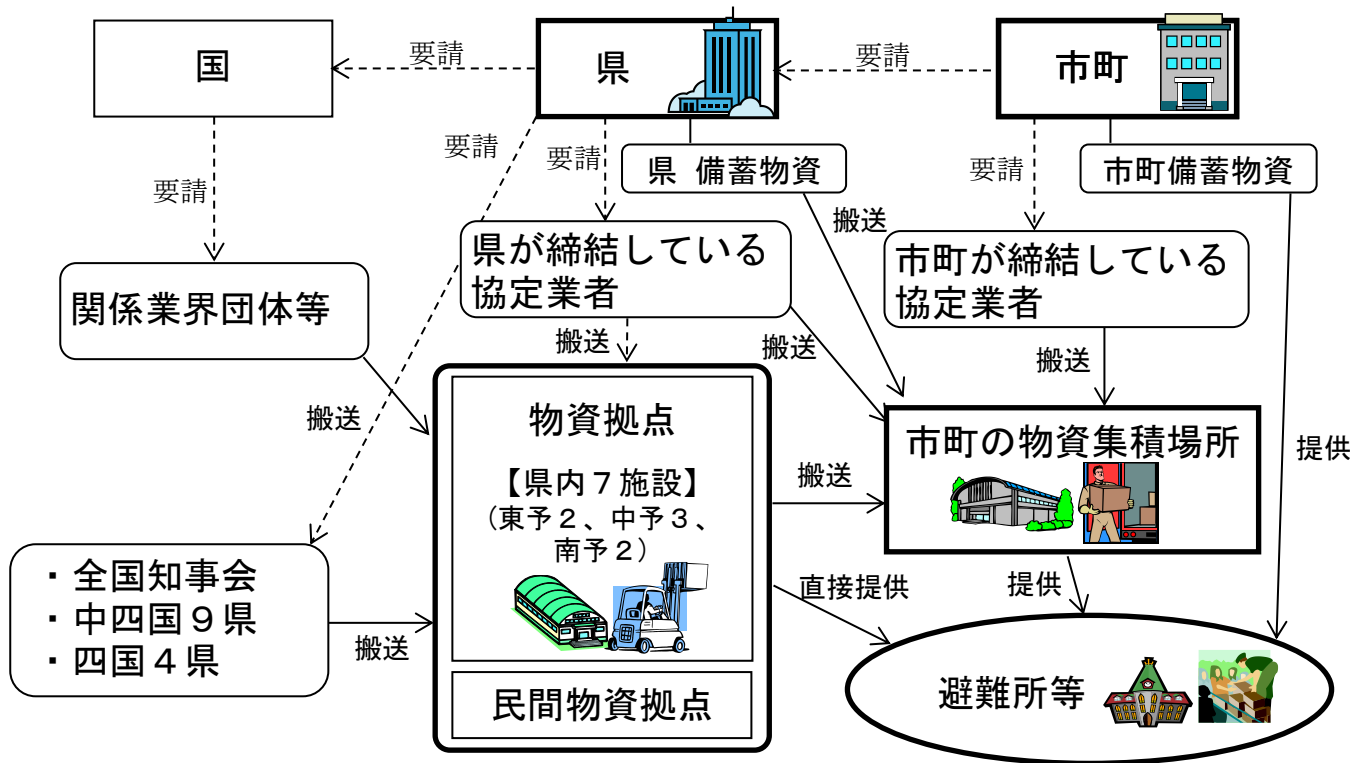 国
要請
県
要請
市町
要請
要請
要請
県 備蓄物資
要請
市町備蓄物資
要請
搬送
県が締結している
協定業者
市町が締結している
協定業者
関係業界団体等
搬送
搬送
搬送
搬送
物資拠点
【県内７施設】
（東予２、中予３、
南予２）
搬送
市町の物資集積場所
提供
・全国知事会
・中四国９県
・四国４県
搬送
直接提供
提供
民間物資拠点
避難所等